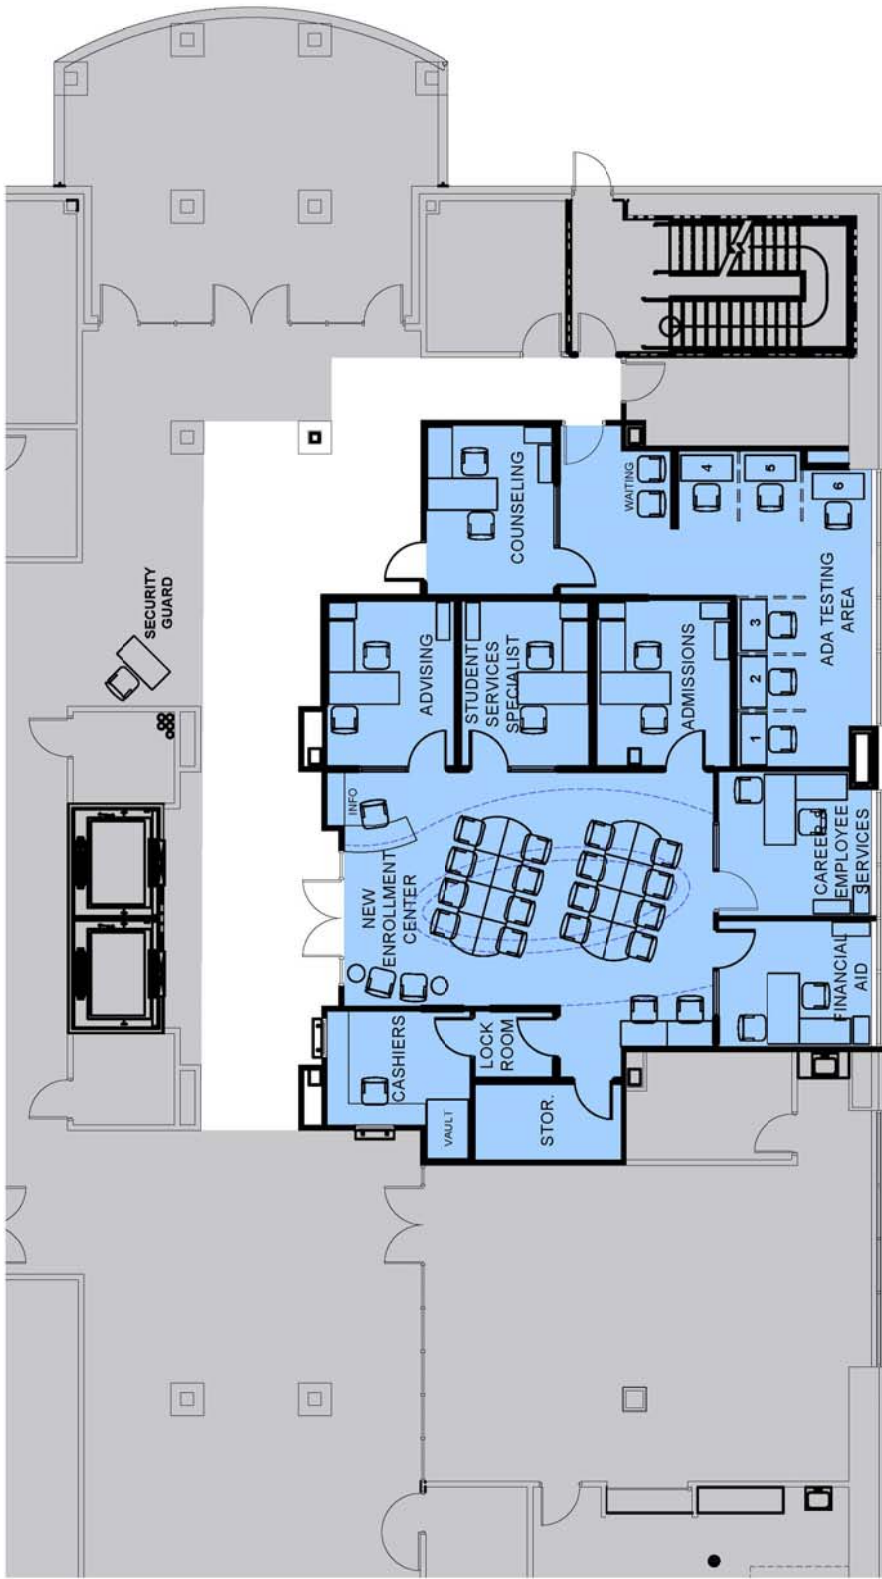 SECURITY
GUARD
COUNSELING
WAITING
4
5
6
ADA TESTING
AREA
3
2
1
ADVISING
STUDENT
SERVICES
SPECIALIST
ADMISSIONS
INFO
NEW
ENROLLMENT
CENTER
CAREER
EMPLOYEE
SERVICES
FINANCIAL
AID
CASHIERS
LOCK
ROOM
VAULT
STOR.